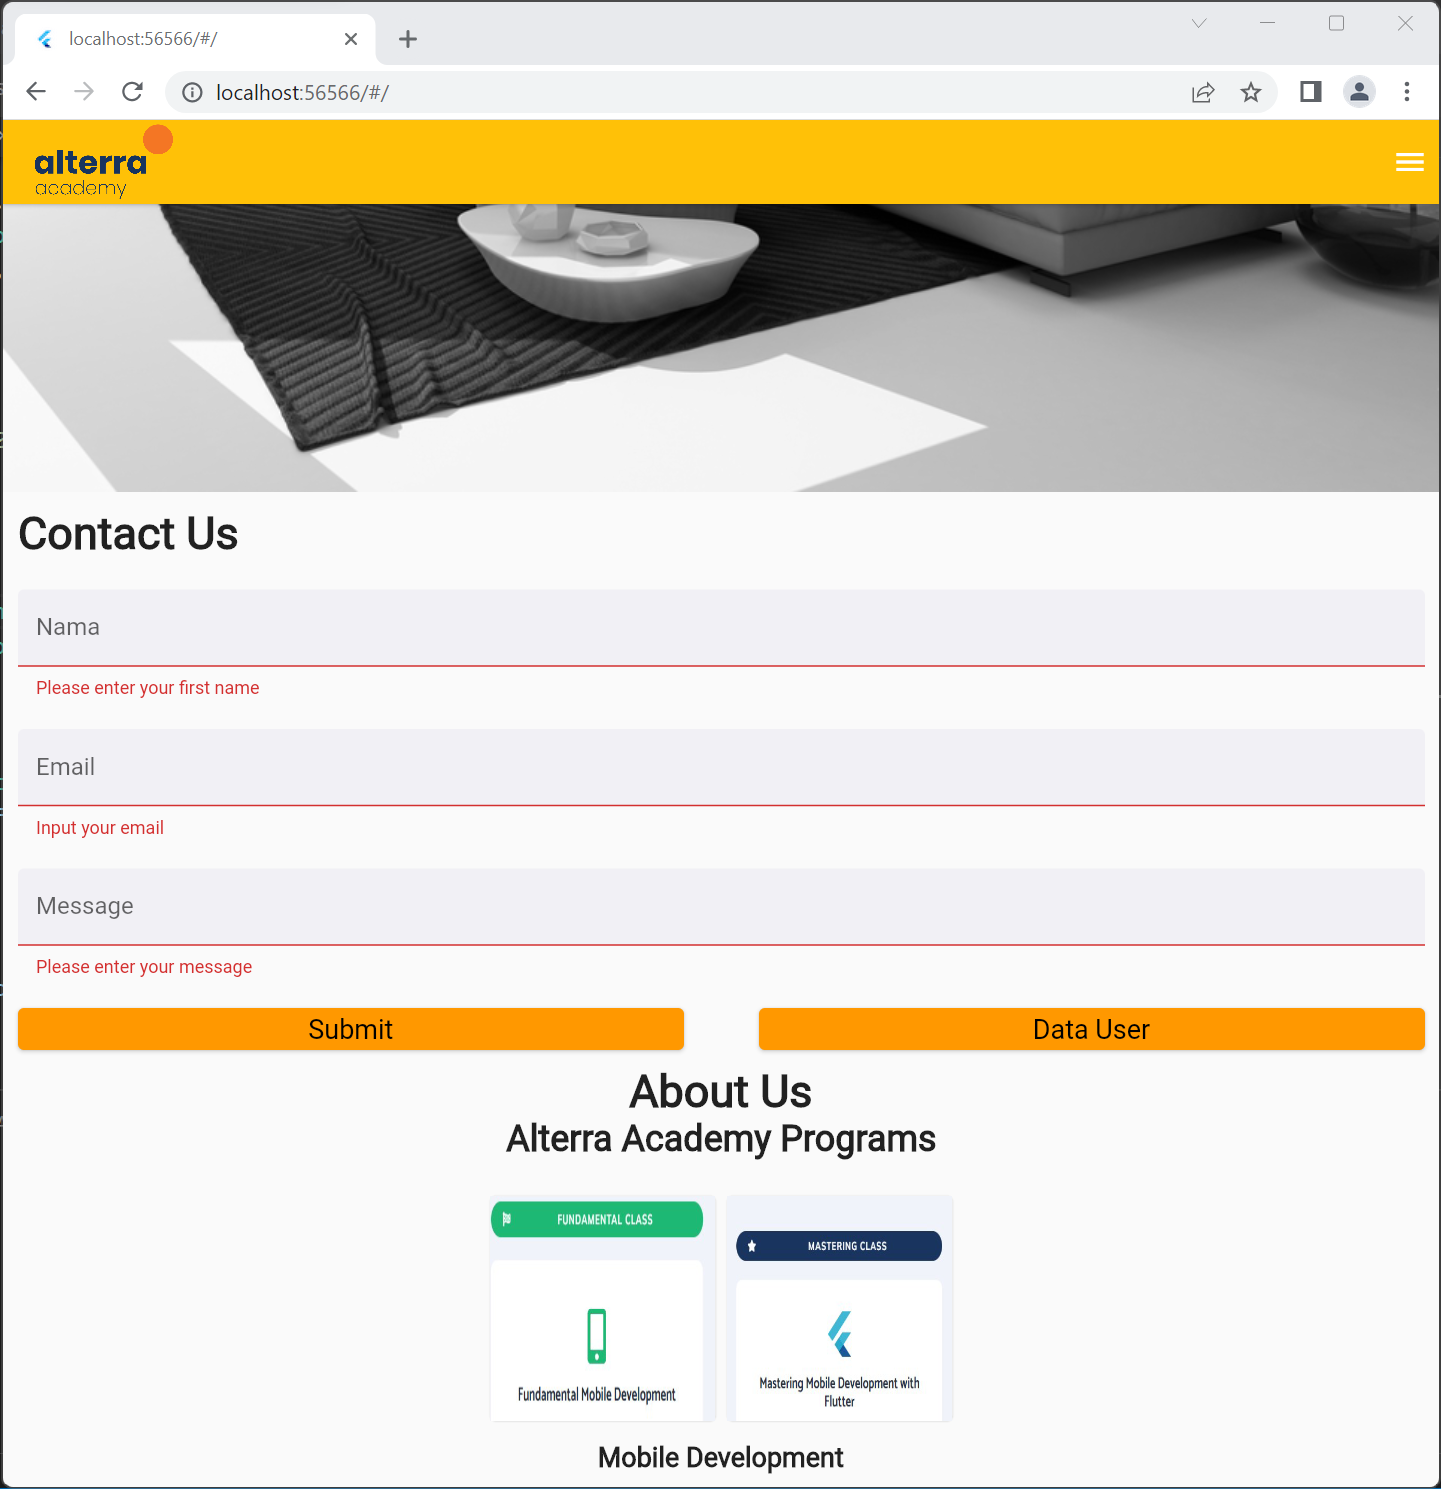 localhost:56566/#/
localhost:56566/#/
alterra
academy
Contact Us
Nama
Please enter your first name
Email
Input your email
Message
Please enter your message
Submit
Data User
About Us
Alterra Academy Programs
FUNDAMENTAL CLASS
MASTERING CLASS
Fundamental Mobile Development
Mastering Mobile Development with
Flutter
Mobile Development